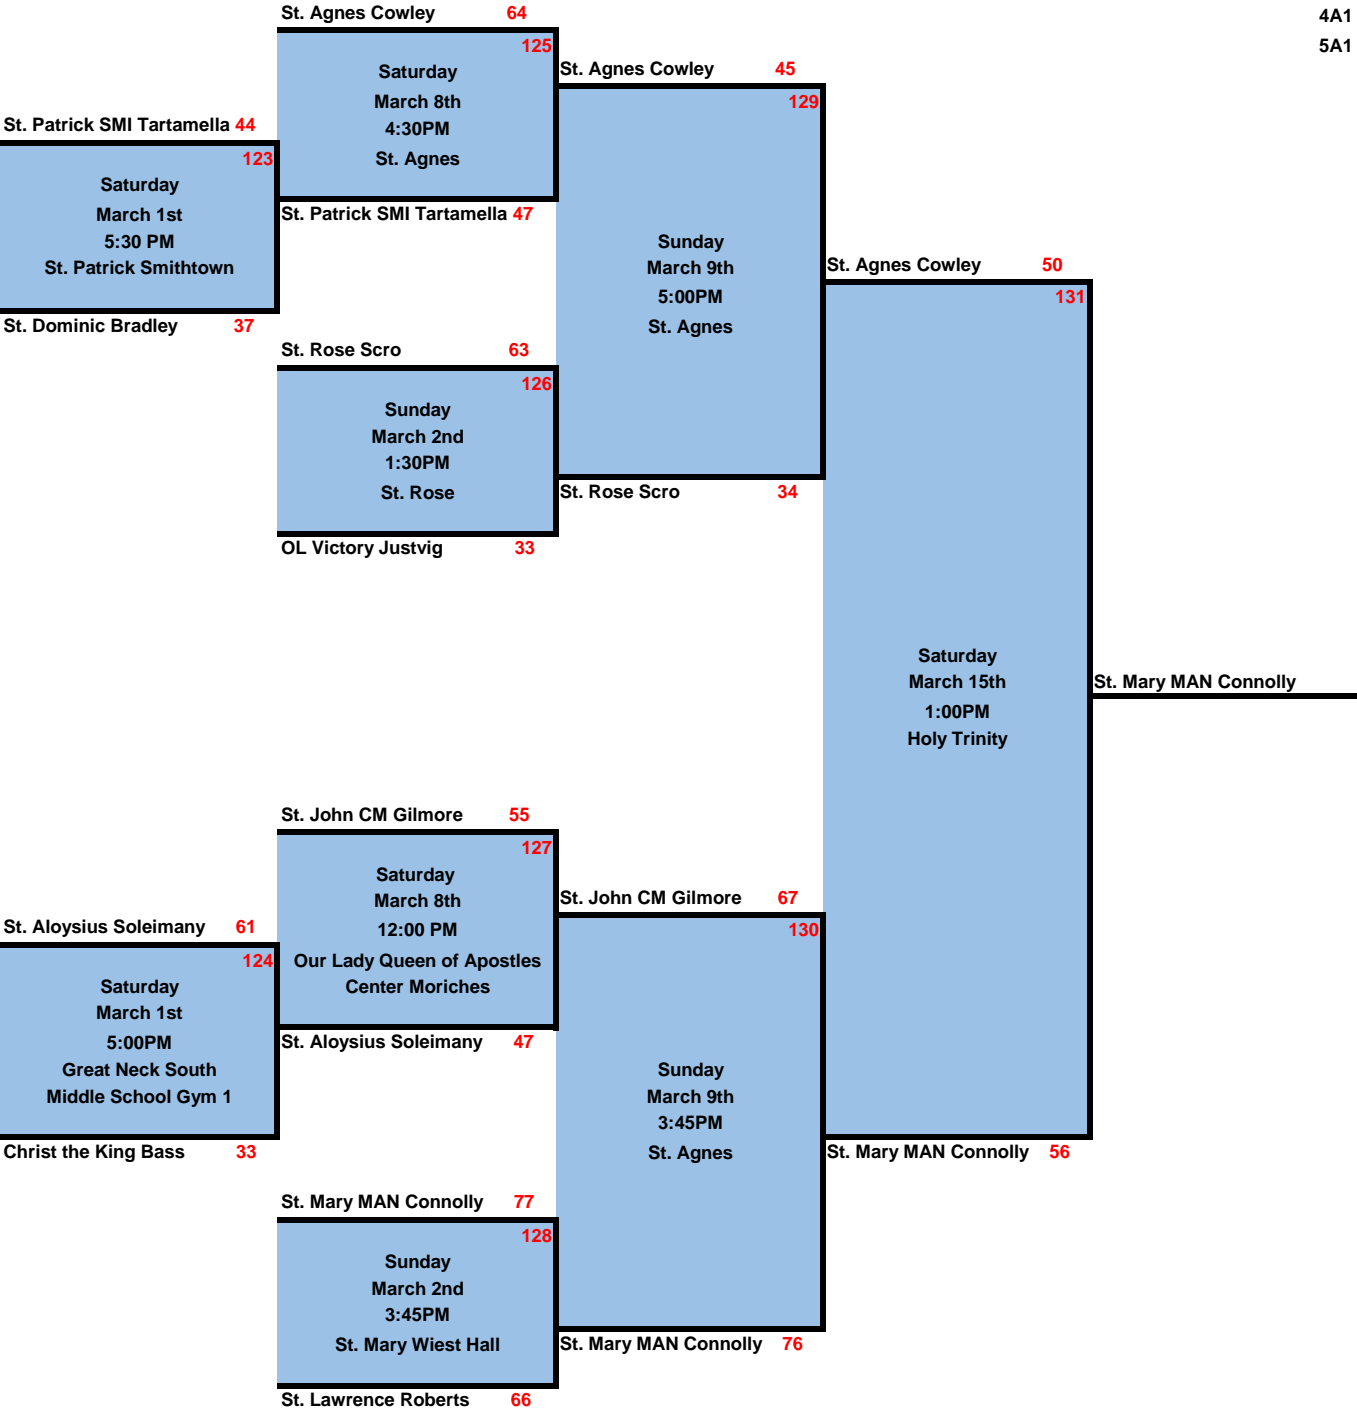 St. Agnes Cowley 64
4A1
125
5A1
Saturday
St. Agnes Cowley 45
March 8th
129
St. Patrick SMI Tartamella 44
4:30PM
123
St. Agnes
Saturday
March 1st
St. Patrick SMI Tartamella 47
5:30 PM
Sunday
St. Patrick Smithtown
March 9th
St. Agnes Cowley 50
5:00PM
131
St. Dominic Bradley 37
St. Agnes
St. Rose Scro 63
126
Sunday
March 2nd
1:30PM
St. Rose
St. Rose Scro 34
OL Victory Justvig 33
Saturday
March 15th
St. Mary MAN Connolly
1:00PM
Holy Trinity
St. John CM Gilmore 55
127
Saturday
March 8th
St. John CM Gilmore 67
St. Aloysius Soleimany 61
12:00 PM
130
124
Our Lady Queen of Apostles
Saturday
Center Moriches
March 1st
5:00PM
St. Aloysius Soleimany 47
Great Neck South
Sunday
Middle School Gym 1
March 9th
3:45PM
Christ the King Bass 33
St. Agnes
St. Mary MAN Connolly 56
St. Mary MAN Connolly 77
128
Sunday
March 2nd
3:45PM
St. Mary Wiest Hall
St. Mary MAN Connolly 76
St. Lawrence Roberts 66